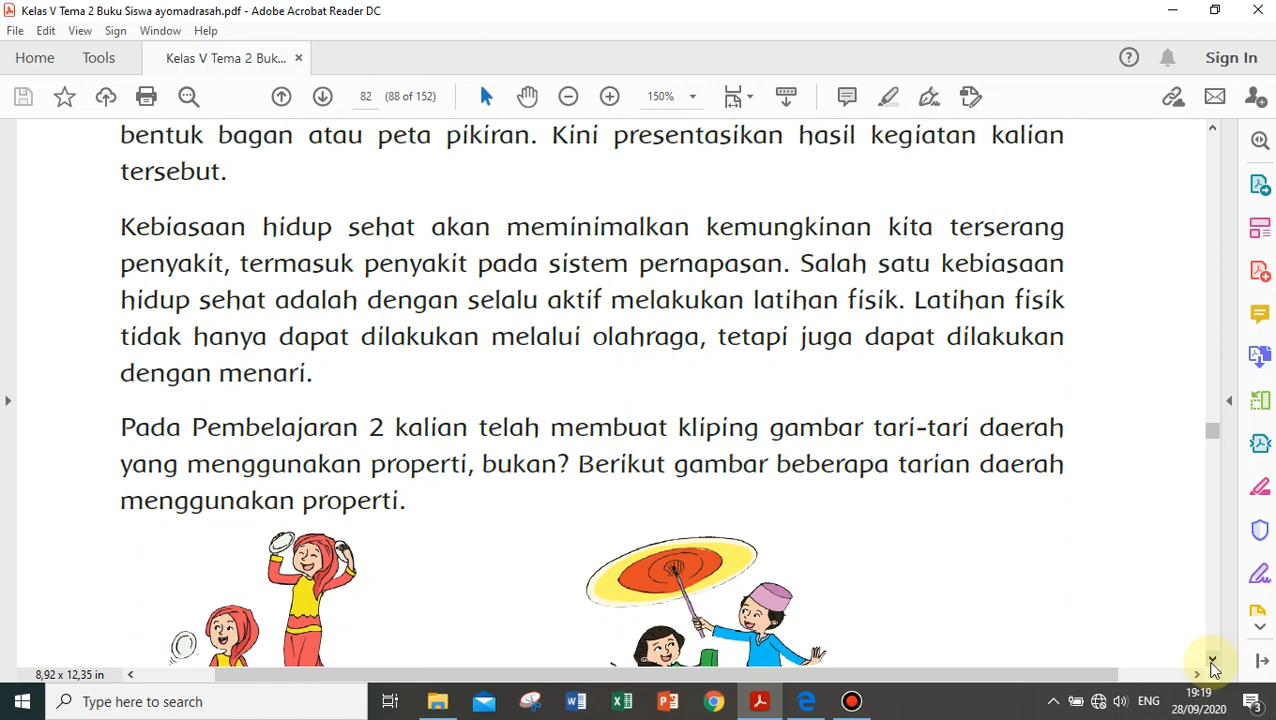 Kelas V Tema 2 Buku Siswa ayomadrasah.pdf - Adobe Acrobat Reader DC
File Edit View Sign Window Help
Home Tools Kelas V Tema 2 Buk... × Sign In
82 (88 of 152) 150%
bentuk bagan atau peta pikiran. Kini presentasikan hasil kegiatan kalian
tersebut.
Kebiasaan hidup sehat akan meminimalkan kemungkinan kita terserang
penyakit, termasuk penyakit pada sistem pernapasan. Salah satu kebiasaan
hidup sehat adalah dengan selalu aktif melakukan latihan fisik. Latihan fisik
tidak hanya dapat dilakukan melalui olahraga, tetapi juga dapat dilakukan
dengan menari.
Pada Pembelajaran 2 kalian telah membuat kliping gambar tari-tari daerah
yang menggunakan properti, bukan? Berikut gambar beberapa tarian daerah
menggunakan properti.
8,92 x 12,35 in
Type here to search
ENG
19:19
28/09/2020
3